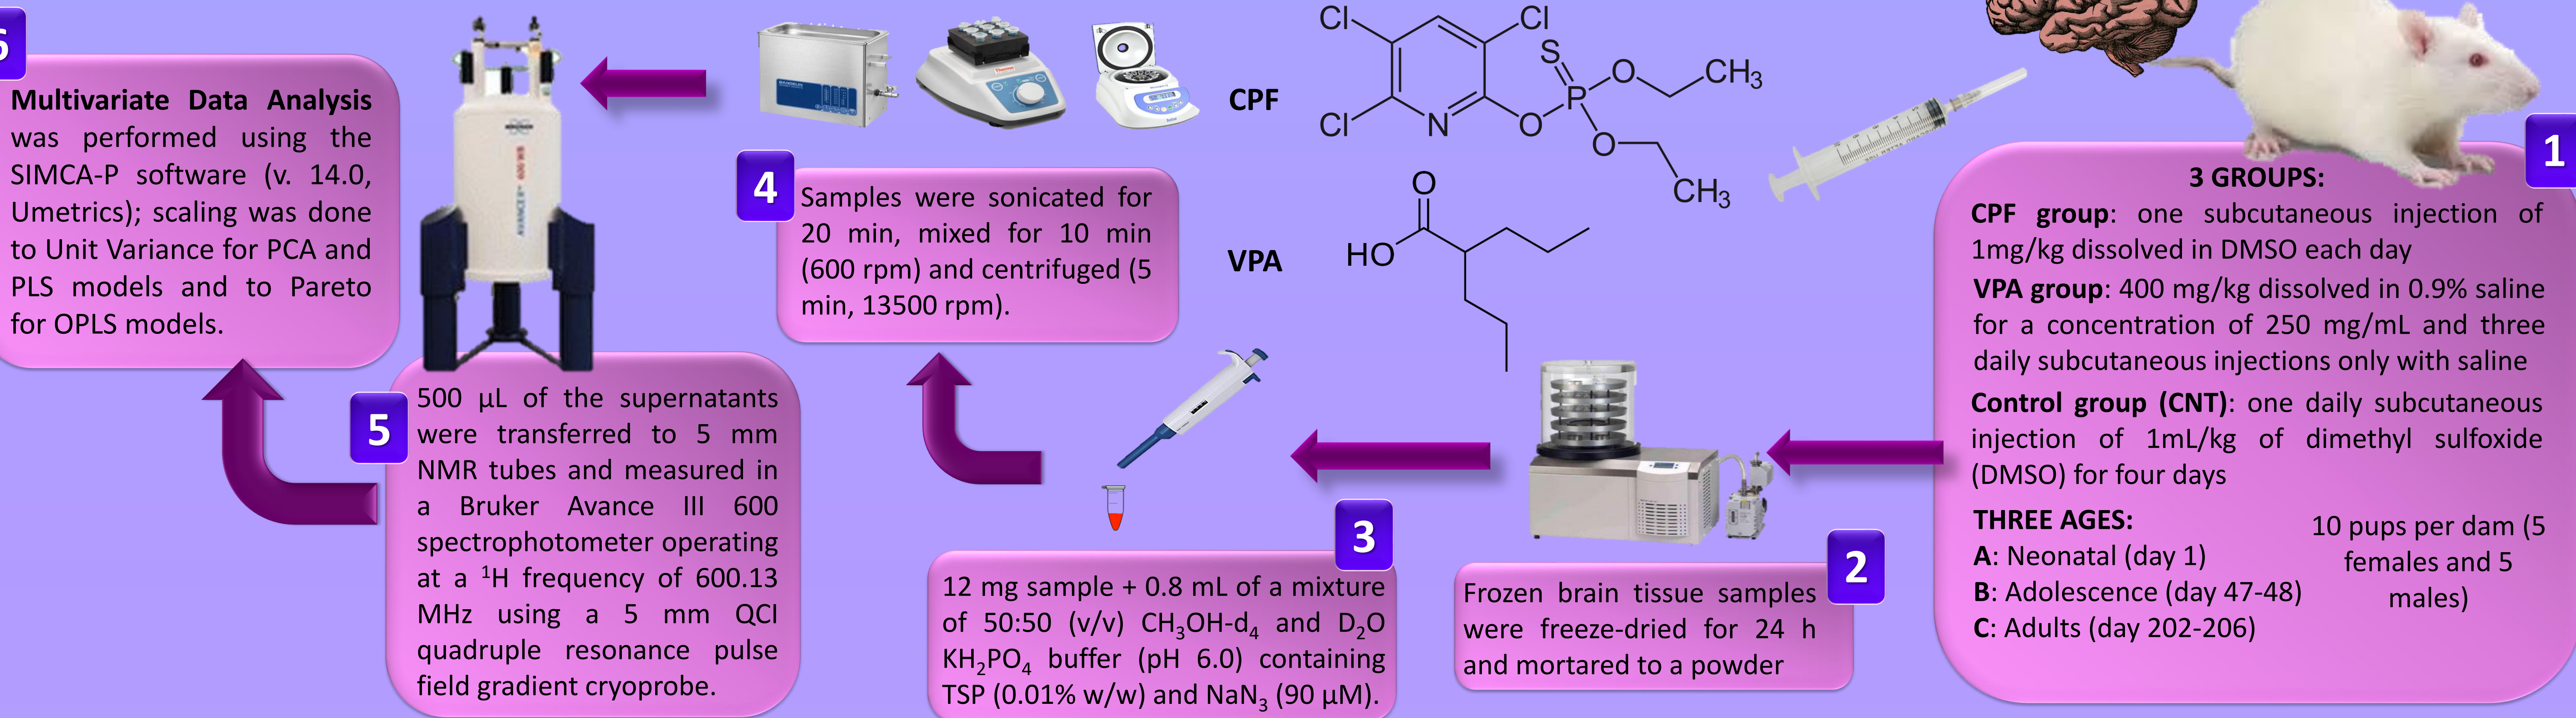 1
3 GROUPS:
CPF group: one subcutaneous injection of
1mg/kg dissolved in DMSO each day
VPA group: 400 mg/kg dissolved in 0.9% saline
for a concentration of 250 mg/mL and three
daily subcutaneous injections only with saline
Control group (CNT): one daily subcutaneous
injection of 1mL/kg of dimethyl sulfoxide
(DMSO) for four days
THREE AGES:
A: Neonatal (day 1)
B: Adolescence (day 47-48)
C: Adults (day 202-206)
10 pups per dam (5
females and 5
males)
CPF
Cl
Cl
Cl
N
O
S
P
O
CH₃
O
CH₃
VPA
O
HO
2
Frozen brain tissue samples
were freeze-dried for 24 h
and mortared to a powder
3
12 mg sample + 0.8 mL of a mixture
of 50:50 (v/v) CH₃OH-d₄ and D₂O
KH₂PO₄ buffer (pH 6.0) containing
TSP (0.01% w/w) and NaN₃ (90 μM).
4
Samples were sonicated for
20 min, mixed for 10 min
(600 rpm) and centrifuged (5
min, 13500 rpm).
5
500 μL of the supernatants
were transferred to 5 mm
NMR tubes and measured in
a Bruker Avance III 600
spectrophotometer operating
at a ¹H frequency of 600.13
MHz using a 5 mm QCI
quadruple resonance pulse
field gradient cryoprobe.
6
Multivariate Data Analysis
was performed using the
SIMCA-P software (v. 14.0,
Umetrics); scaling was done
to Unit Variance for PCA and
PLS models and to Pareto
for OPLS models.